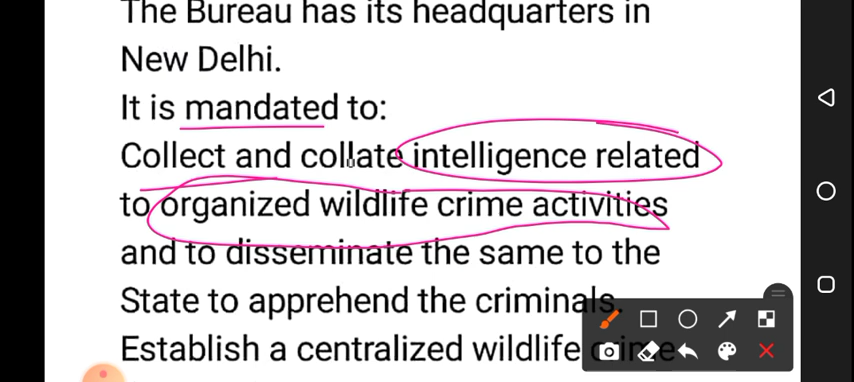 The Bureau has its headquarters in
New Delhi.
It is mandated to:
Collect and collate intelligence related
to organized wildlife crime activities
and to disseminate the same to the
State to apprehend the criminals.
Establish a centralized wildlife crime